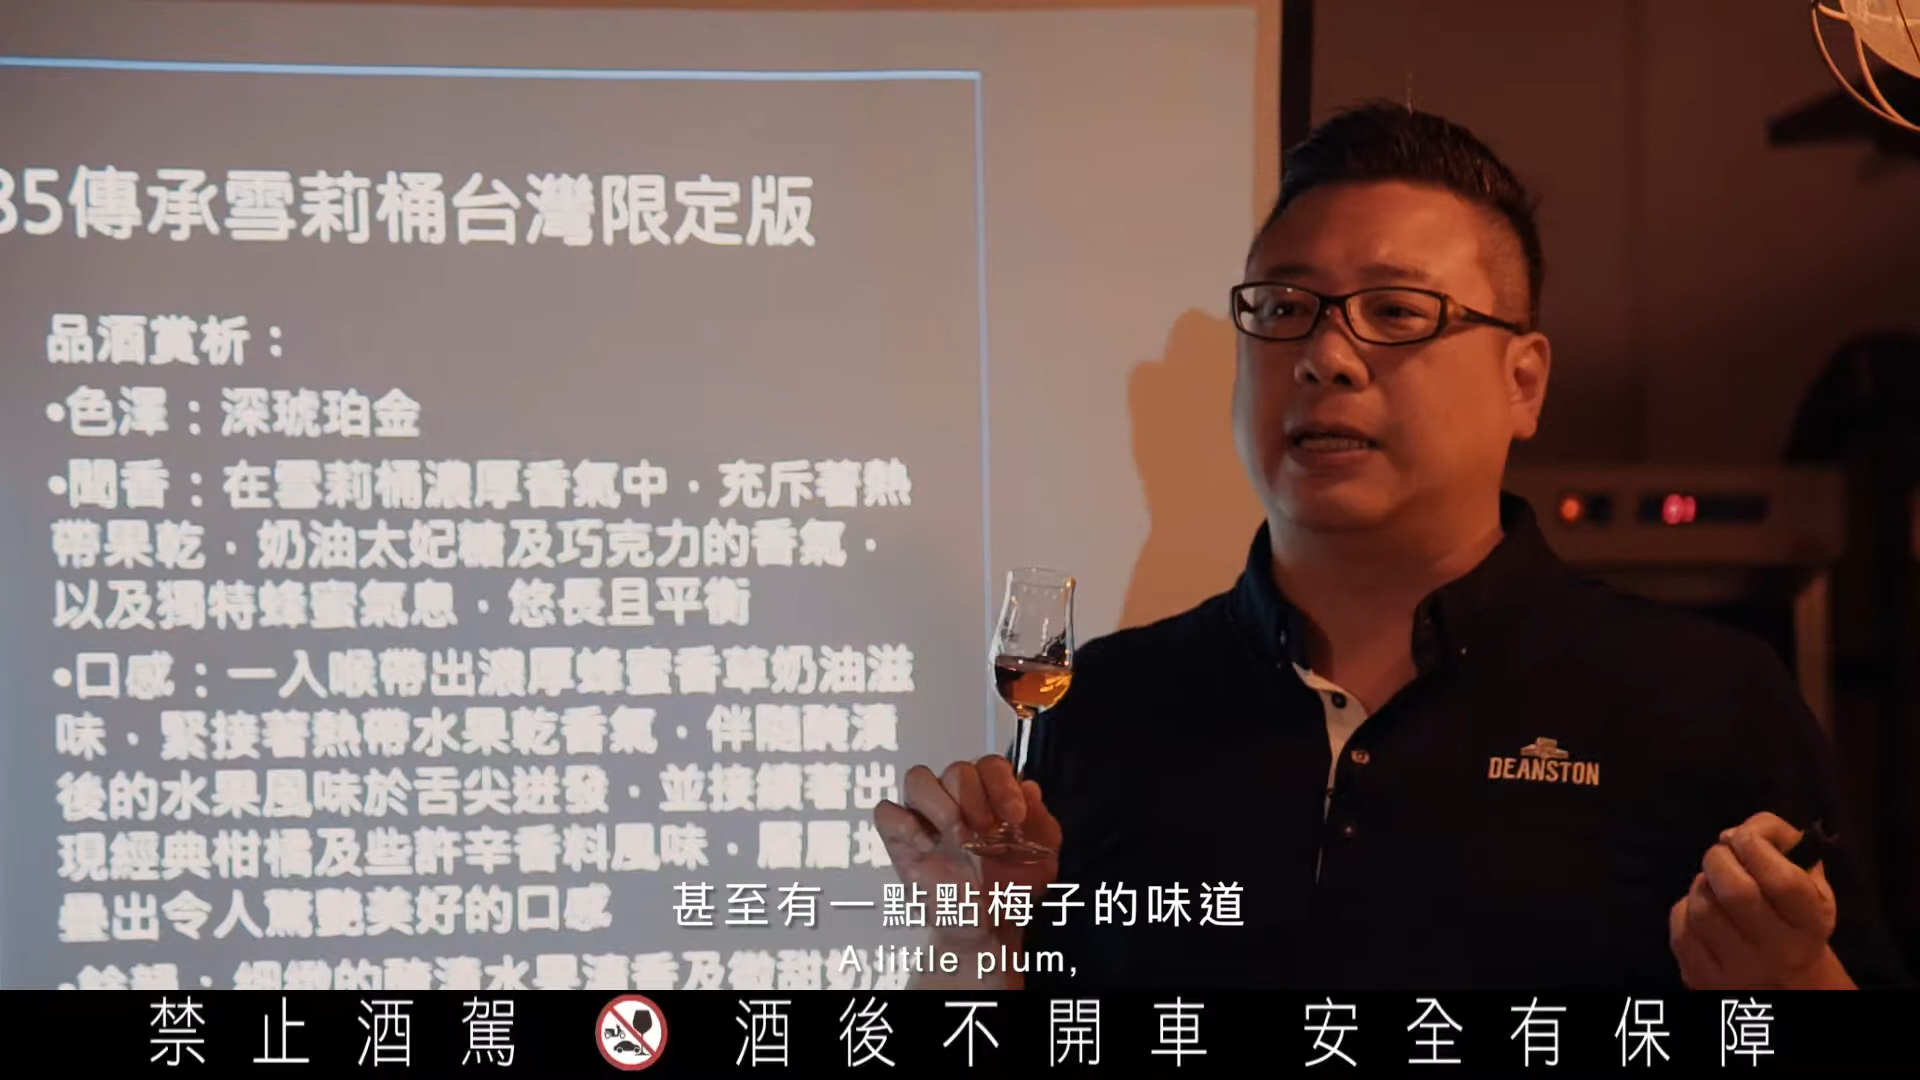 85傳承雪莉桶台灣限定版
品酒賞析：
•色澤：深琥珀金
•聞香：在雪莉桶濃厚香氣中，充斥著熱
帶果乾，奶油太妃糖及巧克力的香氣，
以及獨特蜂蜜氣息，悠長且平衡
•口感：一入喉帶出濃厚蜂蜜香草奶油滋
味，緊接著熱帶水果乾香氣，伴隨醃漬
後的水果風味於舌尖迸發，並接續著出
現經典柑橘及些許辛香料風味，層層堆
疊出令人驚艷美好的口感
DEANSTON
甚至有一點點梅子的味道
A little plum,
禁止酒駕 酒後不開車 安全有保障